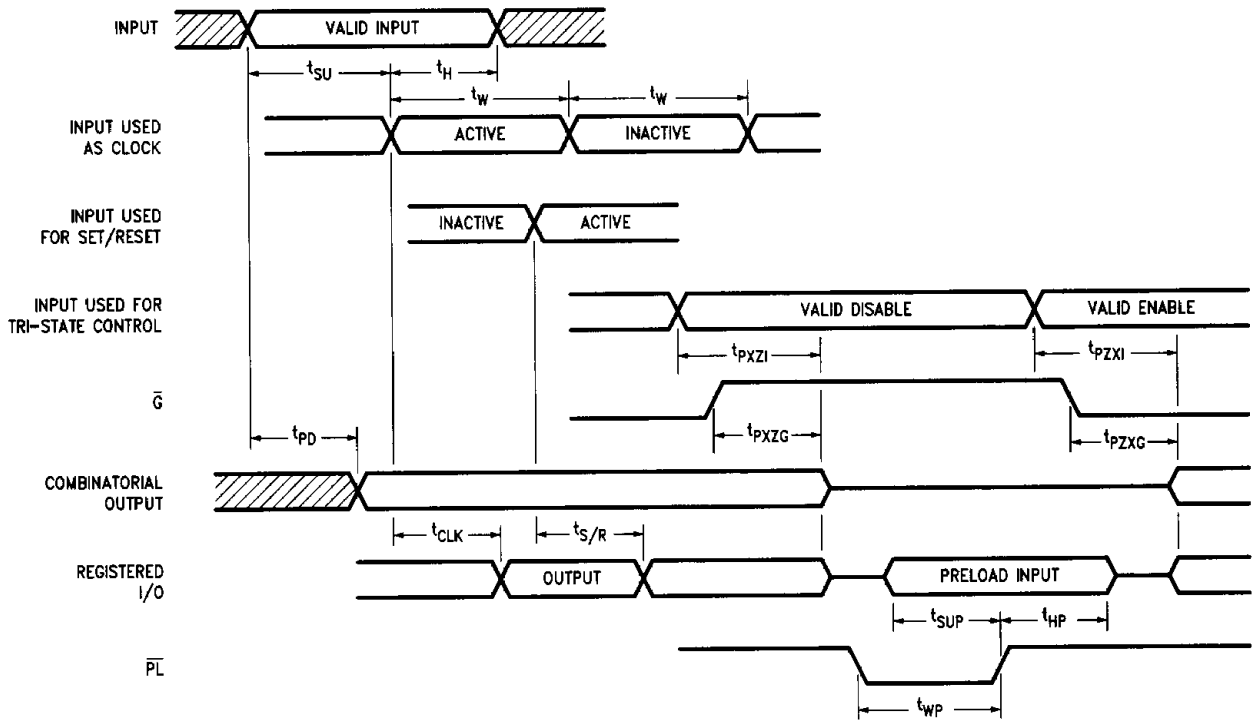 INPUT
VALID INPUT
tSU
tH
tW
tW
INPUT USED
AS CLOCK
ACTIVE
INACTIVE
INPUT USED
FOR SET/RESET
INACTIVE
ACTIVE
INPUT USED FOR
TRI-STATE CONTROL
VALID DISABLE
VALID ENABLE
tPXZI
tPZXI
G̅
tPXZG
tPZXG
tPD
COMBINATORIAL
OUTPUT
tCLK
tS/R
REGISTERED
I/O
OUTPUT
PRELOAD INPUT
tSUP
tHP
P̅L̅
tWP